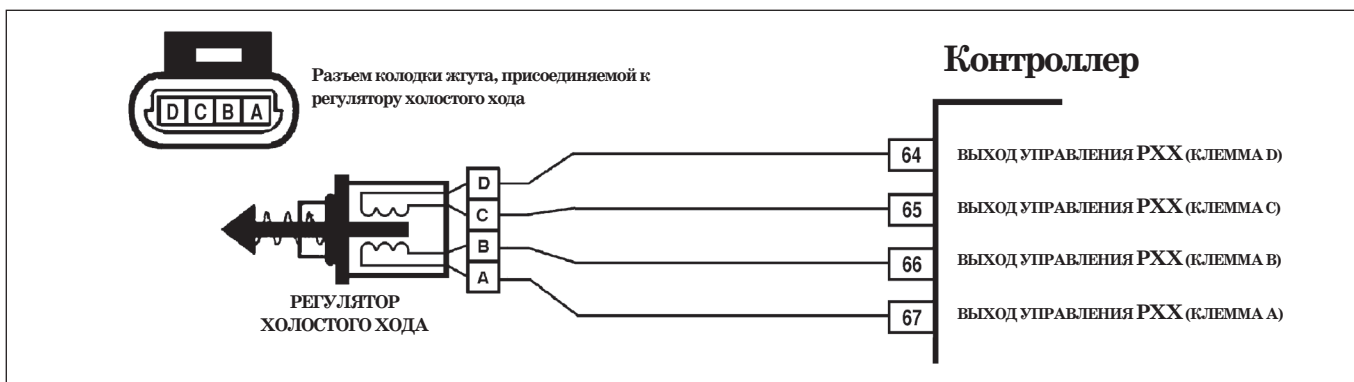 Контроллер
Разъем колодки жгута, присоединяемой к
регулятору холостого хода
D C B A
64 ВЫХОД УПРАВЛЕНИЯ РХХ (КЛЕММА D)
D
65 ВЫХОД УПРАВЛЕНИЯ РХХ (КЛЕММА C)
C
B
66 ВЫХОД УПРАВЛЕНИЯ РХХ (КЛЕММА B)
A
РЕГУЛЯТОР
ХОЛОСТОГО ХОДА
67 ВЫХОД УПРАВЛЕНИЯ РХХ (КЛЕММА A)